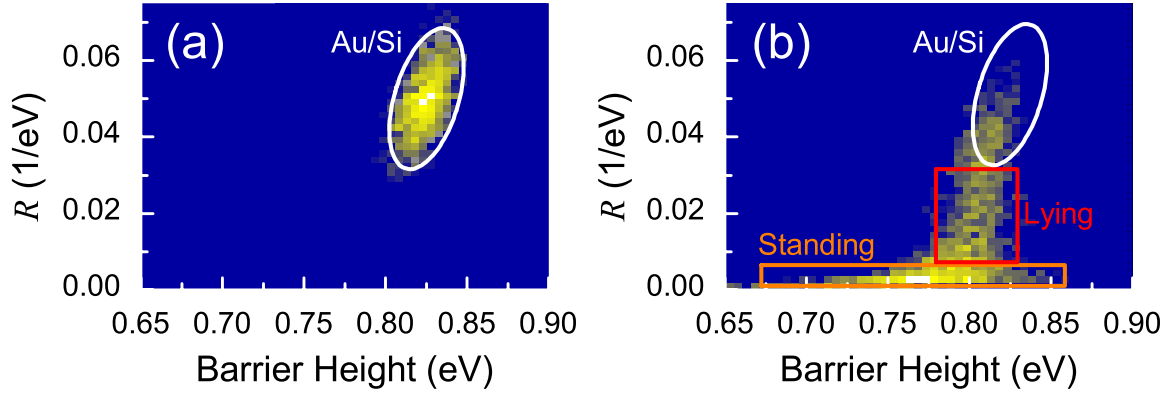 (a)
Au/Si
R (1/eV)
0.06
0.04
0.02
0.00
0.65 0.70 0.75 0.80 0.85 0.90
Barrier Height (eV)
(b)
Au/Si
R (1/eV)
0.06
0.04
0.02
0.00
Lying
Standing
0.65 0.70 0.75 0.80 0.85 0.90
Barrier Height (eV)